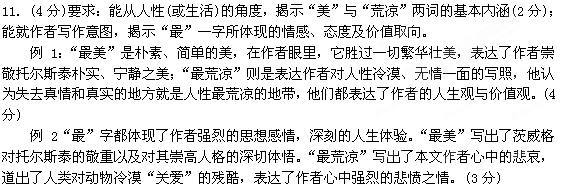 11. (4分)要求：能从人性(或生活)的角度，揭示“美”与“荒凉”两词的基本内涵(2 分)；
能就作者写作意图，揭示“最”一字所体现的情感、态度及价值取向。
例 1：“最美”是朴素、简单的美，在作者眼里，它胜过一切繁华壮美，表达了作者崇
敬托尔斯泰朴实、宁静之美；“最荒凉”则是表达作者对人性冷漠、无情一面的写照，他认
为失去真情和真实的地方就是人性最荒凉的地带，他们都表达了作者的人生观与价值观。(4
分)
例 2“最”字都体现了作者强烈的思想感情，深刻的人生体验。“最美”写出了茨威格
对托尔斯泰的敬重以及对其崇高人格的深切体悟。“最荒凉”写出了本文作者心中的悲哀，
道出了人类对动物冷漠“关爱”的残酷，表达了作者心中强烈的悲愤之情。(3 分)